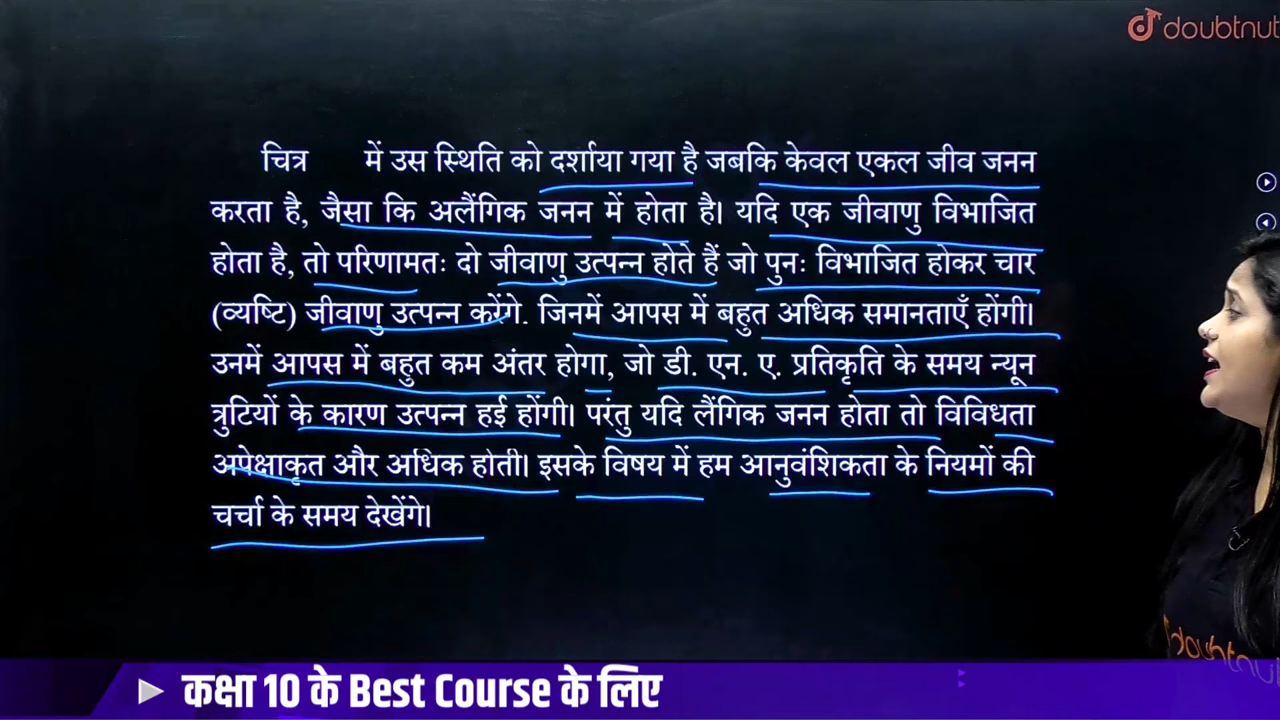 doubtnut
चित्र में उस स्थिति को दर्शाया गया है जबकि केवल एकल जीव जनन
करता है, जैसा कि अलैंगिक जनन में होता है। यदि एक जीवाणु विभाजित
होता है, तो परिणामतः दो जीवाणु उत्पन्न होते हैं जो पुनः विभाजित होकर चार
(व्यष्टि) जीवाणु उत्पन्न करेंगे. जिनमें आपस में बहुत अधिक समानताएँ होंगी।
उनमें आपस में बहुत कम अंतर होगा, जो डी. एन. ए. प्रतिकृति के समय न्यून
त्रुटियों के कारण उत्पन्न हुई होंगी। परंतु यदि लैंगिक जनन होता तो विविधता
अपेक्षाकृत और अधिक होती। इसके विषय में हम आनुवंशिकता के नियमों की
चर्चा के समय देखेंगे।
doubtnut
कक्षा 10 के Best Course के लिए